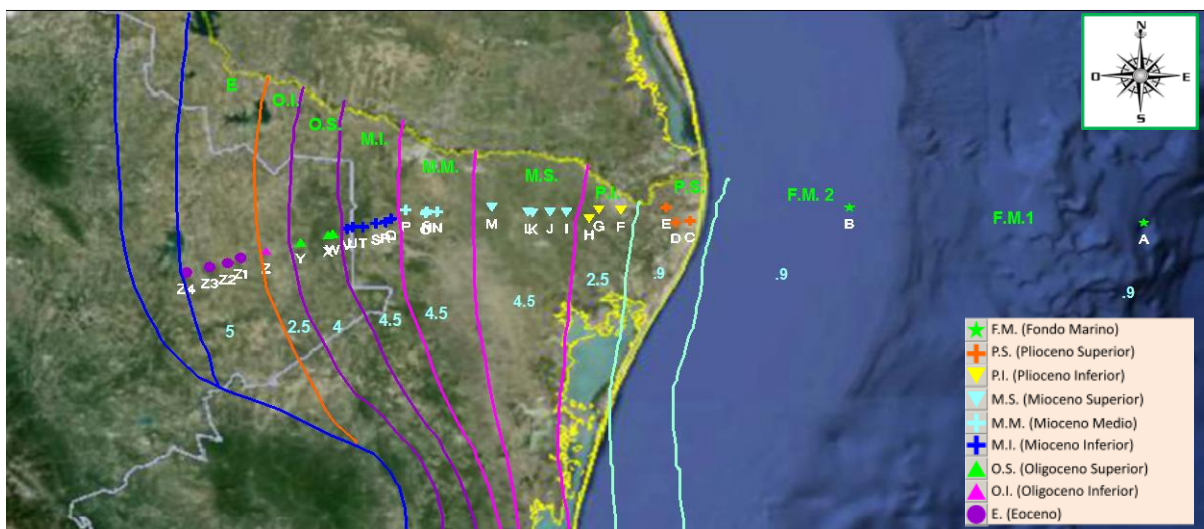 N
O
E
S
E
O.I.
O.S.
M.I.
M.M.
M.S.
P.I.
P.S.
F.M. 2
F.M.1
Z4
Z3
Z2
Z1
Z
Y
X
W
U
T
S
R
Q
P
O
N
M
L
K
J
I
H
G
F
E
D
C
B
A
5
2.5
4
4.5
4.5
4.5
2.5
.9
.9
.9
F.M. (Fondo Marino)
P.S. (Plioceno Superior)
P.I. (Plioceno Inferior)
M.S. (Mioceno Superior)
M.M. (Mioceno Medio)
M.I. (Mioceno Inferior)
O.S. (Oligoceno Superior)
O.I. (Oligoceno Inferior)
E. (Eoceno)